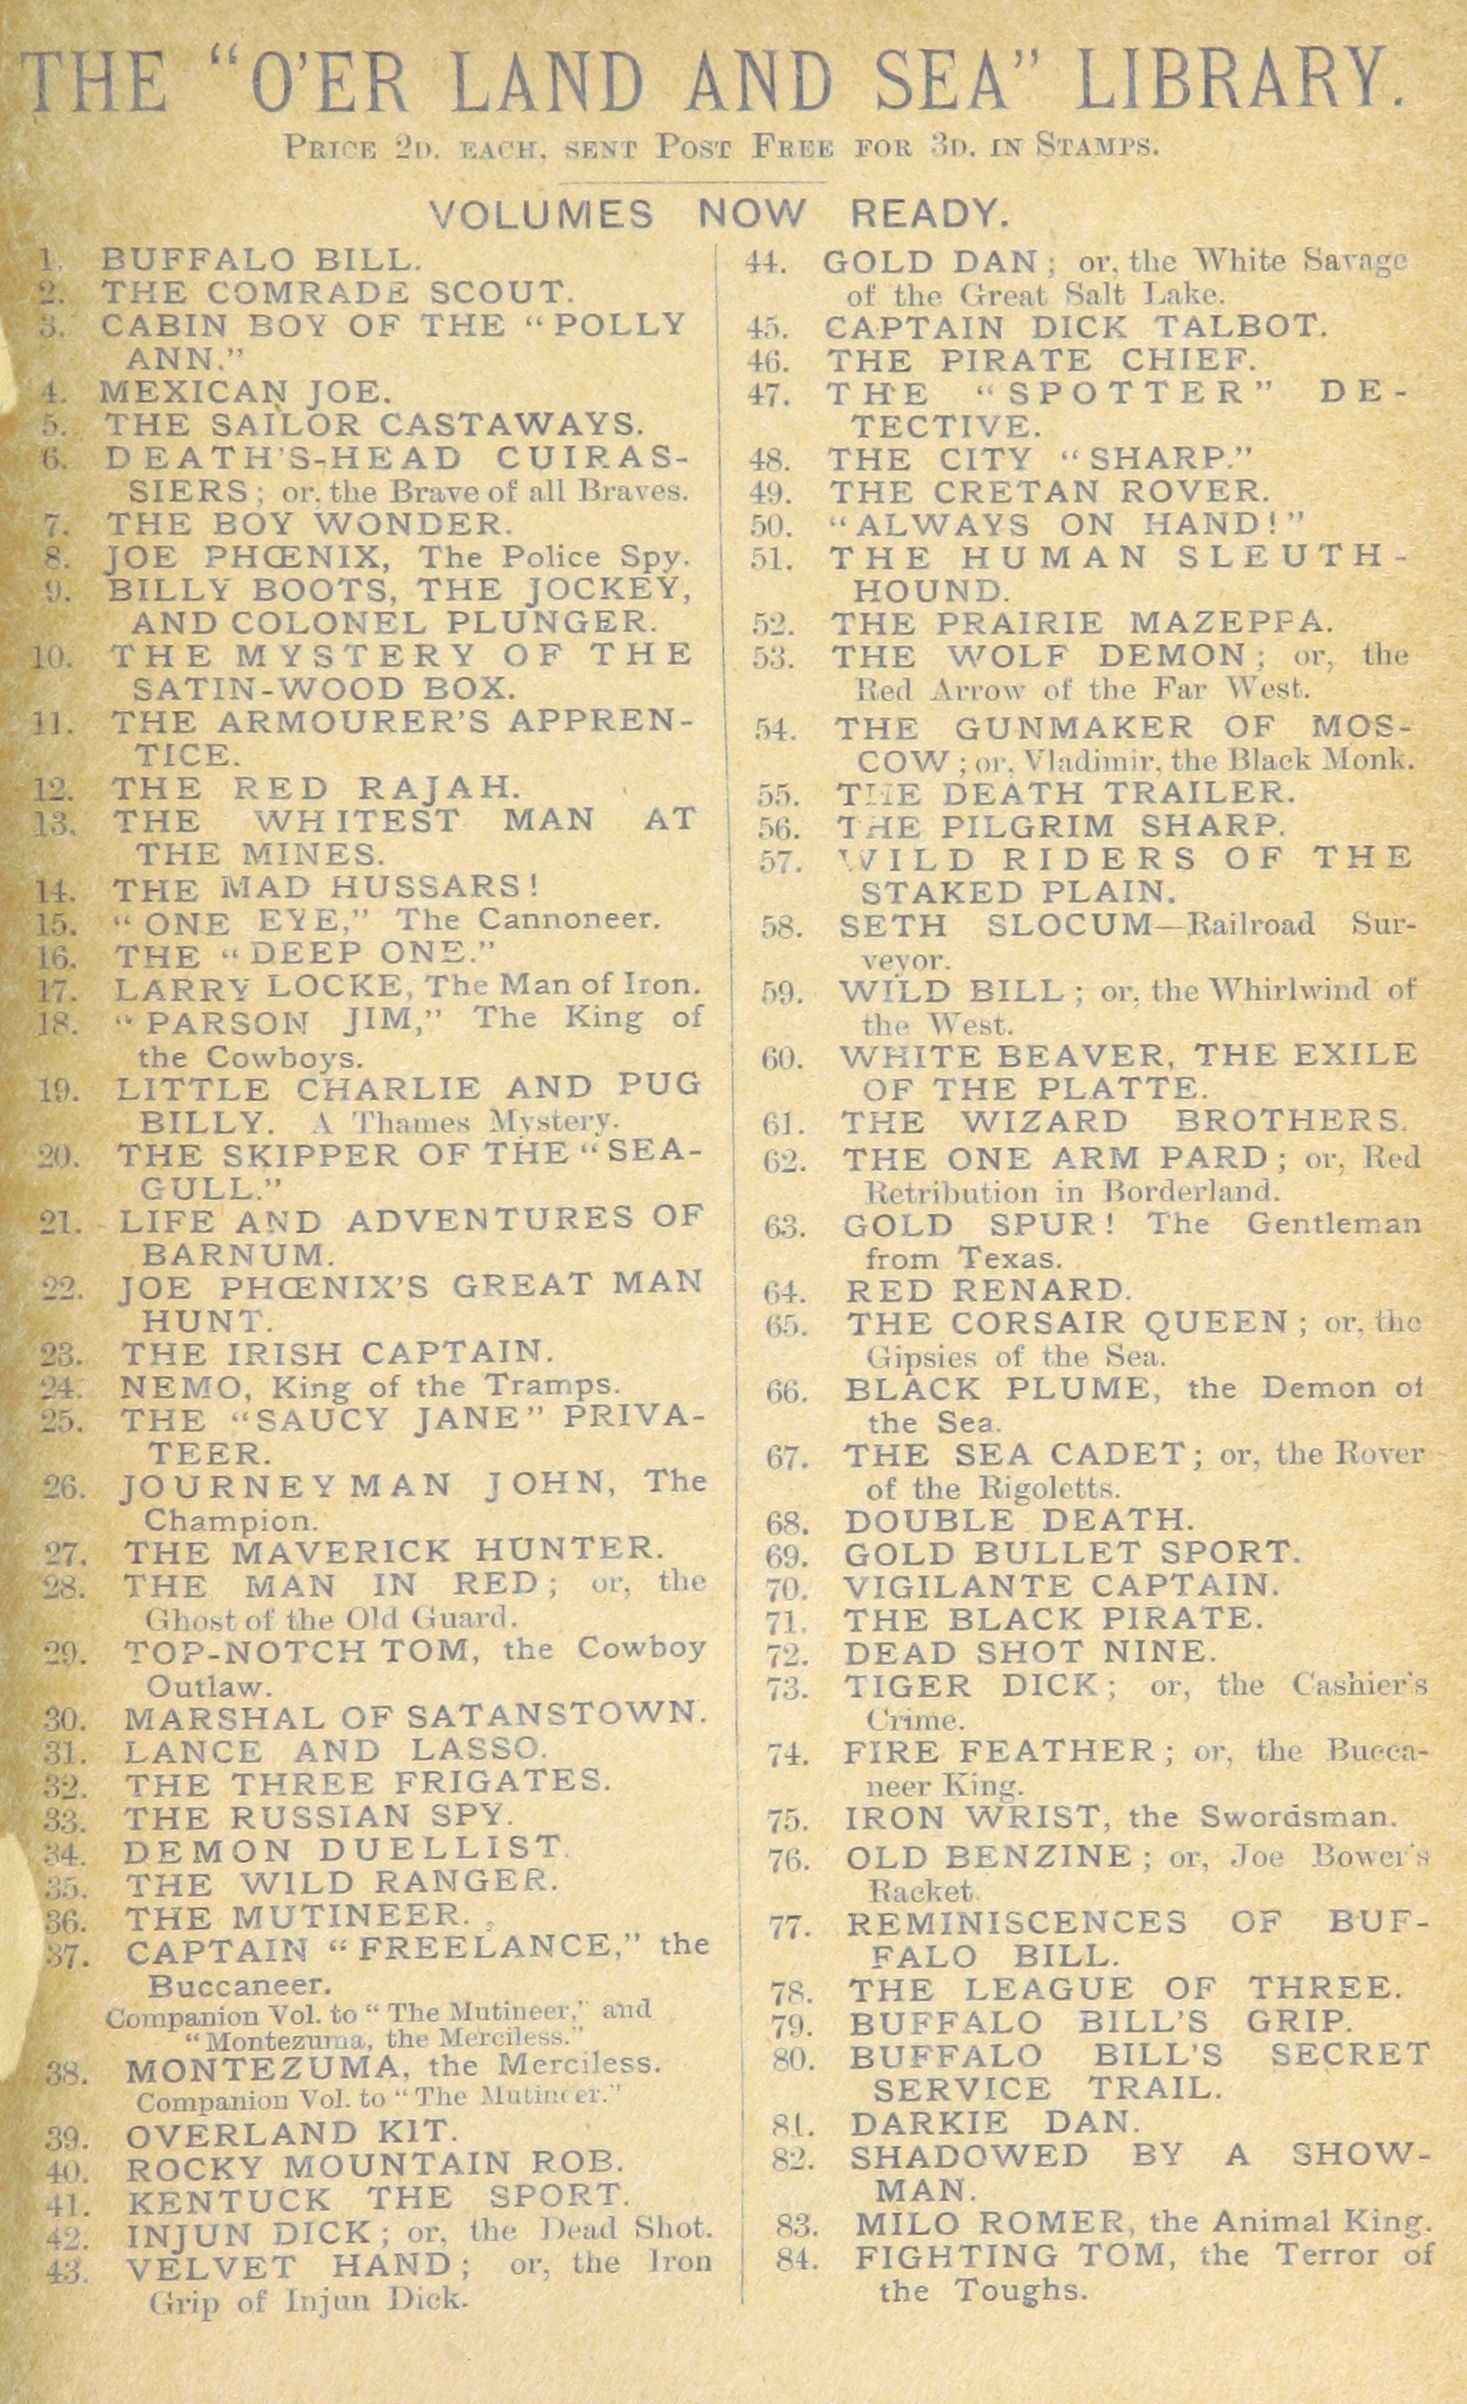 THE "O'ER LAND AND SEA" LIBRARY.
PRICE 2D. EACH, SENT POST FREE FOR 3D. IN STAMPS.
VOLUMES NOW READY.
1. BUFFALO BILL.
2. THE COMRADE SCOUT.
3. CABIN BOY OF THE "POLLY
ANN."
4. MEXICAN JOE.
5. THE SAILOR CASTAWAYS.
6. DEATH'S-HEAD CUIRAS-
SIERS; or, the Brave of all Braves.
7. THE BOY WONDER.
8. JOE PHŒNIX, The Police Spy.
9. BILLY BOOTS, THE JOCKEY,
AND COLONEL PLUNGER.
10. THE MYSTERY OF THE
SATIN-WOOD BOX.
11. THE ARMOURER'S APPREN-
TICE.
12. THE RED RAJAH.
13. THE WHITEST MAN AT
THE MINES.
14. THE MAD HUSSARS!
15. "ONE EYE," The Cannoneer.
16. THE "DEEP ONE."
17. LARRY LOCKE, The Man of Iron.
18. "PARSON JIM," The King of
the Cowboys.
19. LITTLE CHARLIE AND PUG
BILLY. A Thames Mystery.
20. THE SKIPPER OF THE "SEA-
GULL."
21. LIFE AND ADVENTURES OF
BARNUM.
22. JOE PHŒNIX'S GREAT MAN
HUNT.
23. THE IRISH CAPTAIN.
24. NEMO, King of the Tramps.
25. THE "SAUCY JANE" PRIVA-
TEER.
26. JOURNEYMAN JOHN, The
Champion.
27. THE MAVERICK HUNTER.
28. THE MAN IN RED; or, the
Ghost of the Old Guard.
29. TOP-NOTCH TOM, the Cowboy
Outlaw.
30. MARSHAL OF SATANSTOWN.
31. LANCE AND LASSO.
32. THE THREE FRIGATES.
33. THE RUSSIAN SPY.
34. DEMON DUELLIST.
35. THE WILD RANGER.
36. THE MUTINEER.
37. CAPTAIN "FREELANCE," the
Buccaneer.
Companion Vol. to "The Mutineer," and
"Montezuma, the Merciless."
38. MONTEZUMA, the Merciless.
Companion Vol. to "The Mutineer."
39. OVERLAND KIT.
40. ROCKY MOUNTAIN ROB.
41. KENTUCK THE SPORT.
42. INJUN DICK; or, the Dead Shot.
43. VELVET HAND; or, the Iron
Grip of Injun Dick.
44. GOLD DAN; or, the White Savage
of the Great Salt Lake.
45. CAPTAIN DICK TALBOT.
46. THE PIRATE CHIEF.
47. THE "SPOTTER" DE-
TECTIVE.
48. THE CITY "SHARP."
49. THE CRETAN ROVER.
50. "ALWAYS ON HAND!"
51. THE HUMAN SLEUTH-
HOUND.
52. THE PRAIRIE MAZEPPA.
53. THE WOLF DEMON; or, the
Red Arrow of the Far West.
54. THE GUNMAKER OF MOS-
COW; or, Vladimir, the Black Monk.
55. THE DEATH TRAILER.
56. THE PILGRIM SHARP.
57. WILD RIDERS OF THE
STAKED PLAIN.
58. SETH SLOCUM—Railroad Sur-
veyor.
59. WILD BILL; or, the Whirlwind of
the West.
60. WHITE BEAVER, THE EXILE
OF THE PLATTE.
61. THE WIZARD BROTHERS.
62. THE ONE ARM PARD; or, Red
Retribution in Borderland.
63. GOLD SPUR! The Gentleman
from Texas.
64. RED RENARD.
65. THE CORSAIR QUEEN; or, the
Gipsies of the Sea.
66. BLACK PLUME, the Demon of
the Sea.
67. THE SEA CADET; or, the Rover
of the Rigoletts.
68. DOUBLE DEATH.
69. GOLD BULLET SPORT.
70. VIGILANTE CAPTAIN.
71. THE BLACK PIRATE.
72. DEAD SHOT NINE.
73. TIGER DICK; or, the Cashier's
Crime.
74. FIRE FEATHER; or, the Bucca-
neer King.
75. IRON WRIST, the Swordsman.
76. OLD BENZINE; or, Joe Bower's
Racket.
77. REMINISCENCES OF BUF-
FALO BILL.
78. THE LEAGUE OF THREE.
79. BUFFALO BILL'S GRIP.
80. BUFFALO BILL'S SECRET
SERVICE TRAIL.
81. DARKIE DAN.
82. SHADOWED BY A SHOW-
MAN.
83. MILO ROMER, the Animal King.
84. FIGHTING TOM, the Terror of
the Toughs.